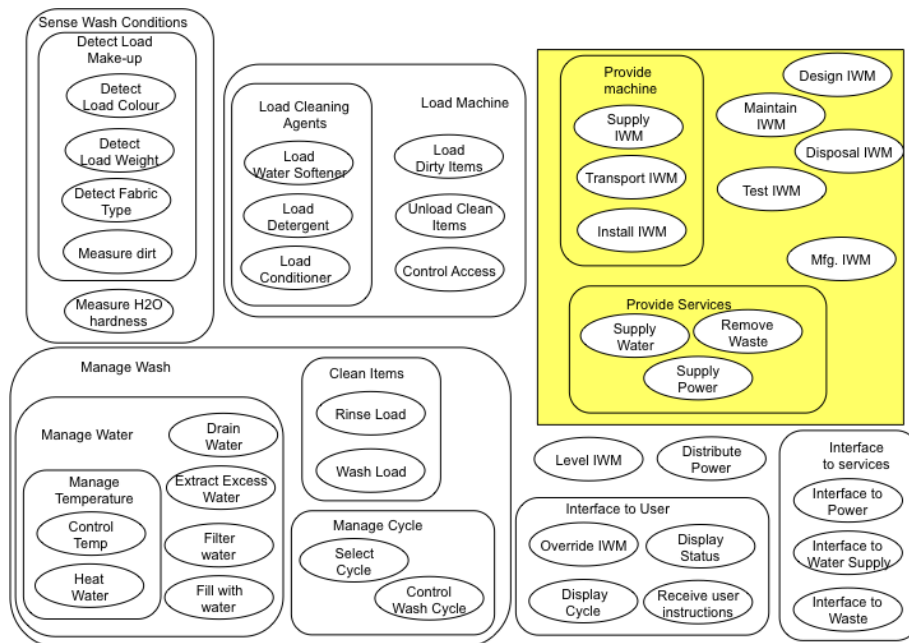 Sense Wash Conditions
Detect Load
Make-up
Detect
Load Colour
Detect
Load Weight
Detect Fabric
Type
Measure dirt
Measure H2O
hardness
Load Machine
Load Cleaning
Agents
Load
Water Softener
Load
Detergent
Load
Conditioner
Load
Dirty Items
Unload Clean
Items
Control Access
Provide
machine
Supply
IWM
Transport IWM
Install IWM
Design IWM
Maintain
IWM
Disposal IWM
Test IWM
Mfg. IWM
Provide Services
Supply
Water
Remove
Waste
Supply
Power
Manage Wash
Manage Water
Manage
Temperature
Control
Temp
Heat
Water
Drain
Water
Extract Excess
Water
Filter
water
Fill with
water
Clean Items
Rinse Load
Wash Load
Manage Cycle
Select
Cycle
Control
Wash Cycle
Level IWM
Distribute
Power
Interface to User
Override IWM
Display
Status
Display
Cycle
Receive user
instructions
Interface
to services
Interface to
Power
Interface to
Water Supply
Interface to
Waste